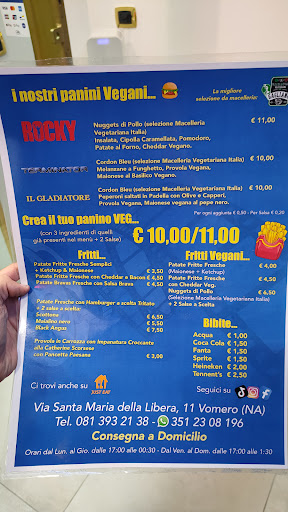 i nostri panini Vegani...
La migliore
selezione da macelleria:
ROCKY
Nuggets di Pollo (selezione Macelleria
Vegetariana Italia)
Insalata, Cipolla Caramellata, Pomodoro,
Patate al Forno, Cheddar Vegano.
€ 11,00
TERMINATOR
Cordon Bleu (selezione Macelleria Vegetariana Italia)
Melanzane a Funghetto, Provola Vegana,
Maionese al Basilico Vegano.
€ 10,00
IL GLADIATORE
Cordon Bleu (selezione Macelleria Vegetariana Italia)
Peperoni saltati in Padella con Olive e Capperi,
Provola Vegana, Maionese vegana al pepe nero.
€ 10,00
Per ogni aggiunta € 0,80 - Per Salsa € 0,20
Crea il tuo panino VEG...
(con 3 ingredienti di quelli
già presenti nel menù + 2 Salse)
€ 10,00/11,00
Fritti...
Patate Fritte Fresche Semplici
+ Ketchup & Maionese € 3,50
Patate Fritte Fresche con Cheddar e Bacon € 4,50
Patate Bravas Fresche con Salsa Brava € 4,50
Patate Fresche con Hamburger a scelta Tritato
+ 2 salse a scelta:
Scottona € 6,50
Maialino nero € 5,50
Black Angus € 7,50
Provola in Carrozza con Impanatura Croccante
alla Catherine Scorsese
con Pancetta Paesana € 2,00
Fritti Vegani...
Patate Fritte Fresche € 4,00
(Maionese + Ketchup)
Patate Fritte Fresche € 4,50
con Cheddar Veg.
Nuggets di Pollo € 4,50
(Selezione Macelleria Vegetariana Italia)
+ 2 Salse a Scelta
Bibite...
Acqua € 1,00
Coca Cola € 1,50
Fanta € 1,50
Sprite € 1,50
Heineken € 2,00
Tennent's € 2,50
Ci trovi anche su
JUST EAT
Seguici su
Via Santa Maria della Libera, 11 Vomero (NA)
Tel. 081 393 21 38 - 351 23 08 196
Consegna a Domicilio
Orari dal Lun. al Gio. dalle 17:00 alle 00:30 - Dal Ven. al Dom. dalle 17:00 alle 1:30